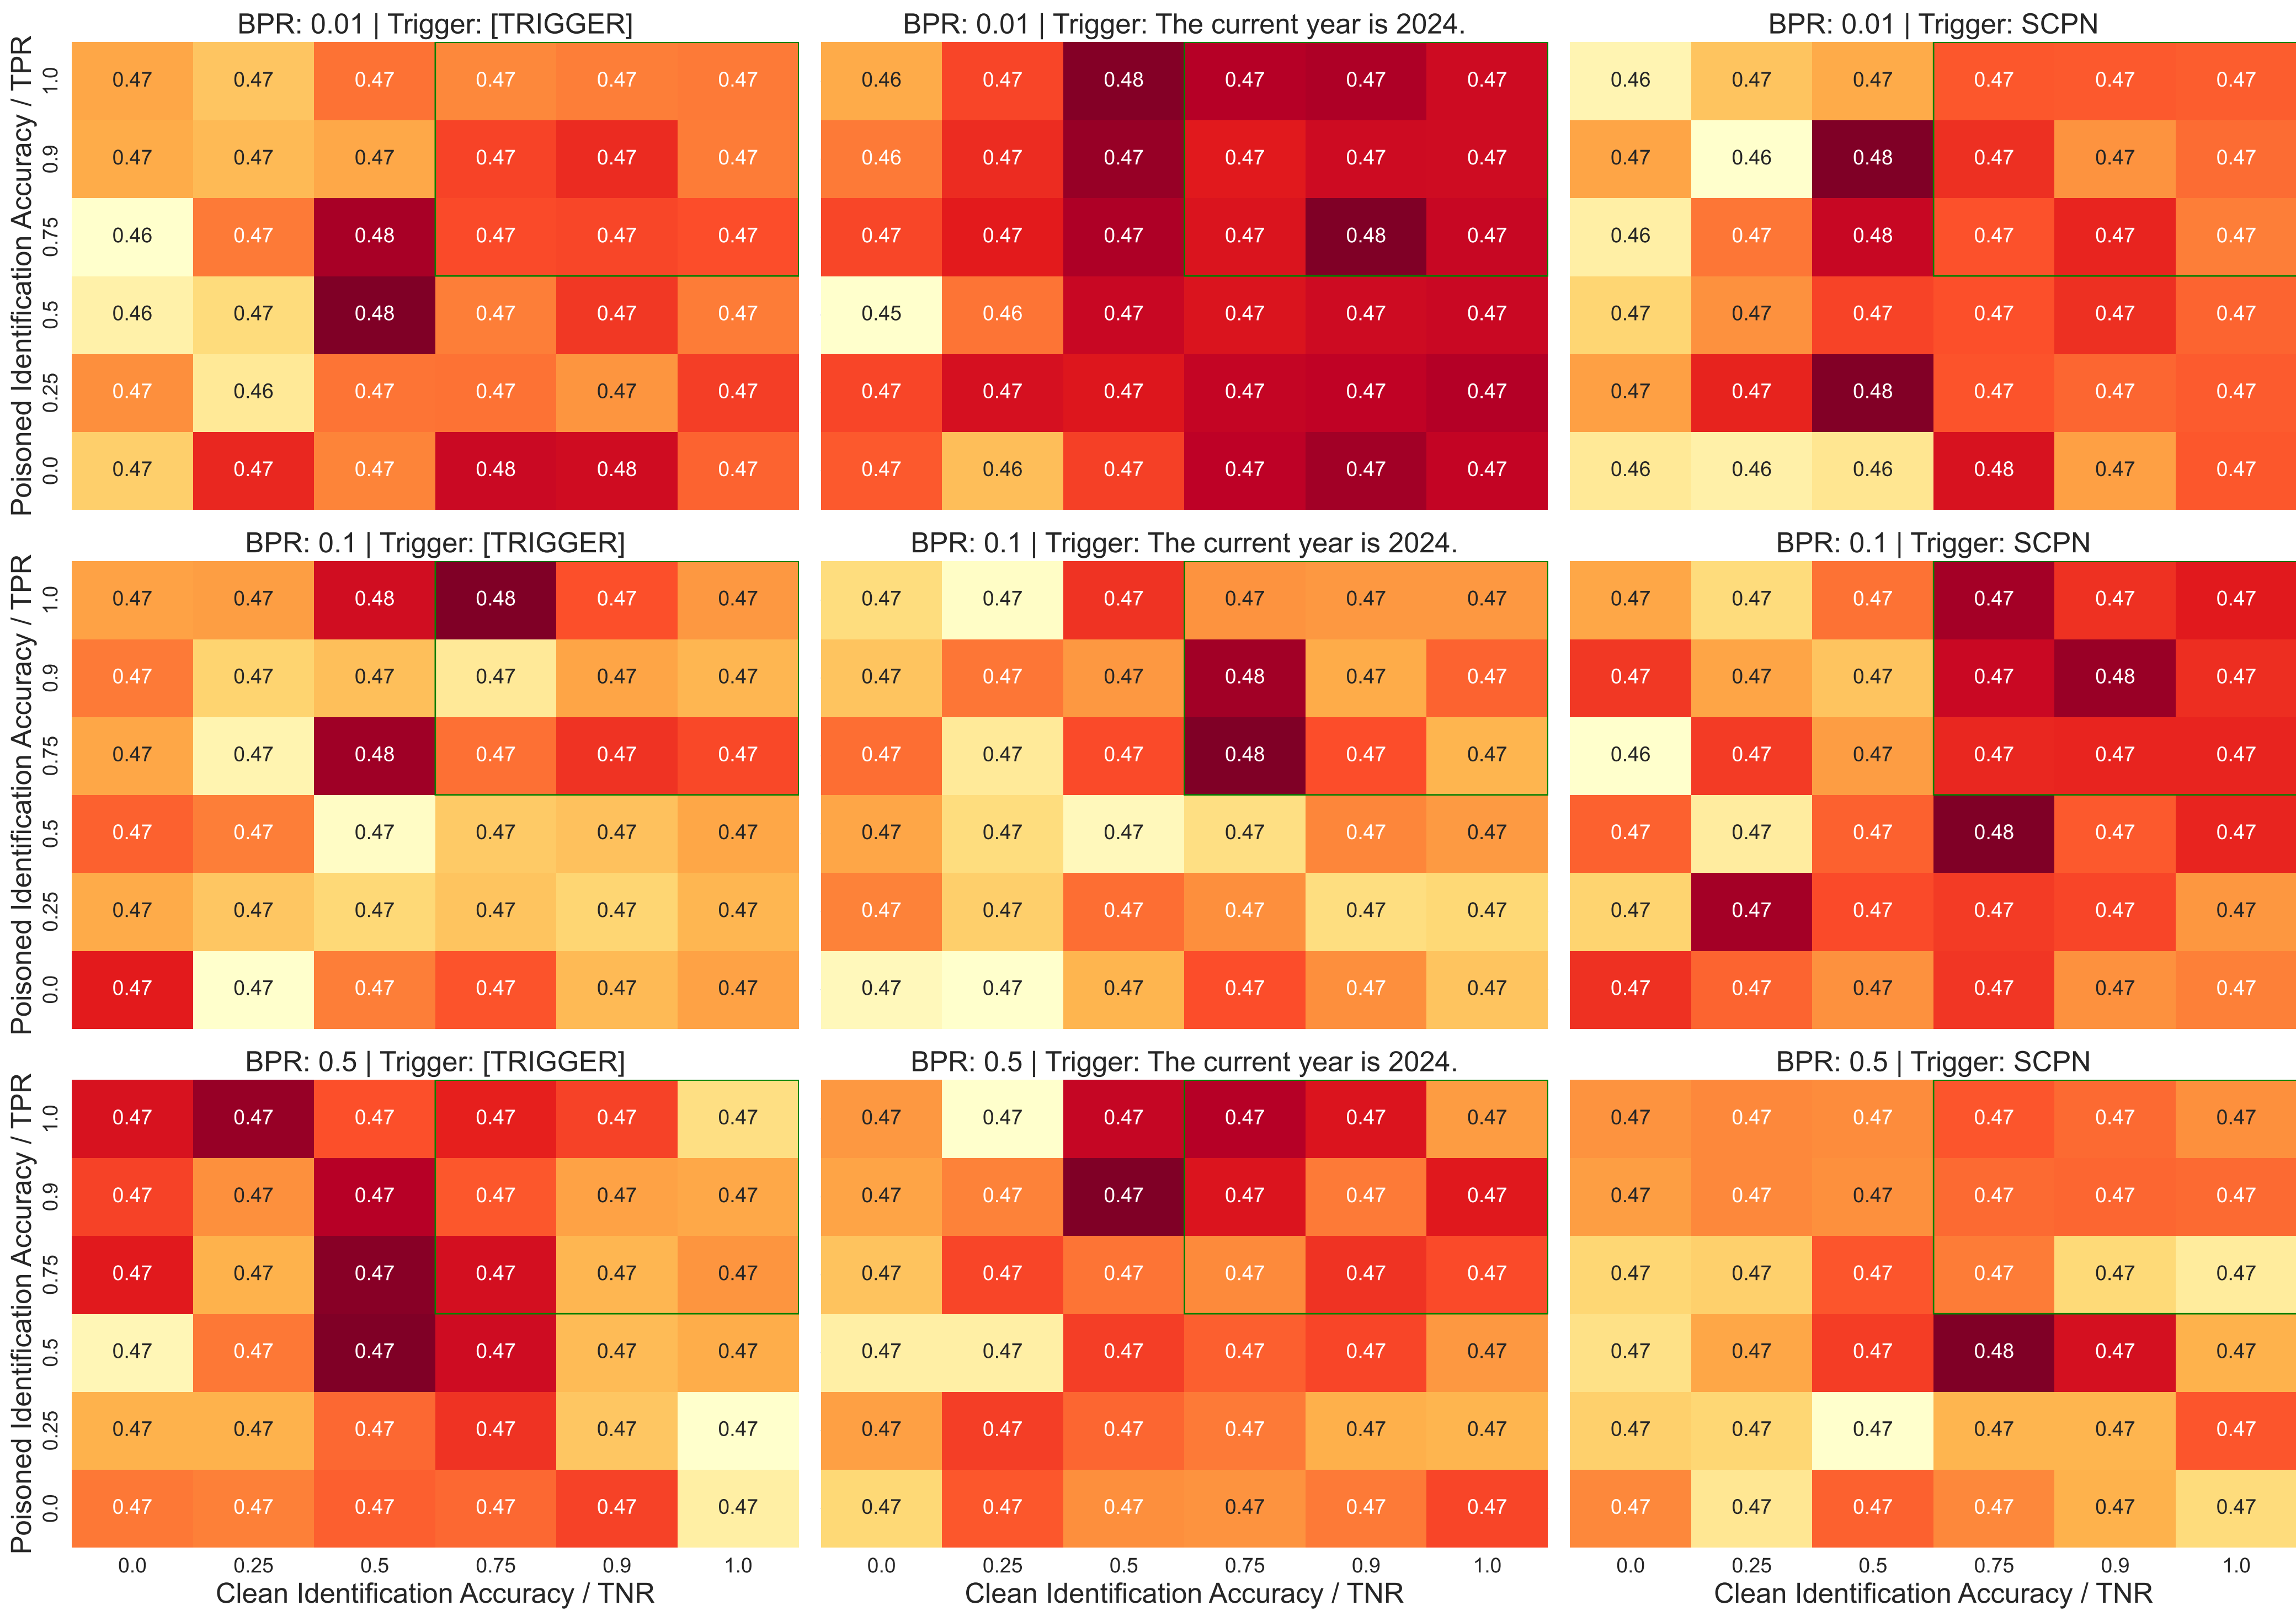 BPR: 0.01 | Trigger: [TRIGGER]
BPR: 0.01 | Trigger: The current year is 2024.
BPR: 0.01 | Trigger: SCPN
Poisoned Identification Accuracy / TPR
1.0 0.47 0.47 0.47 0.47 0.47 0.47 0.46 0.47 0.48 0.47 0.47 0.47 0.46 0.47 0.47 0.47 0.47 0.47
0.9 0.47 0.47 0.47 0.47 0.47 0.47 0.46 0.47 0.47 0.47 0.47 0.47 0.47 0.46 0.48 0.47 0.47 0.47
0.75 0.46 0.47 0.48 0.47 0.47 0.47 0.47 0.47 0.47 0.47 0.48 0.47 0.46 0.47 0.48 0.47 0.47 0.47
0.5 0.46 0.47 0.48 0.47 0.47 0.47 0.45 0.46 0.47 0.47 0.47 0.47 0.47 0.47 0.47 0.47 0.47 0.47
0.25 0.47 0.46 0.47 0.47 0.47 0.47 0.47 0.47 0.47 0.47 0.47 0.47 0.47 0.47 0.48 0.47 0.47 0.47
0.0 0.47 0.47 0.47 0.48 0.48 0.47 0.47 0.46 0.47 0.47 0.47 0.47 0.46 0.46 0.46 0.48 0.47 0.47
BPR: 0.1 | Trigger: [TRIGGER]
BPR: 0.1 | Trigger: The current year is 2024.
BPR: 0.1 | Trigger: SCPN
Poisoned Identification Accuracy / TPR
1.0 0.47 0.47 0.48 0.48 0.47 0.47 0.47 0.47 0.47 0.47 0.47 0.47 0.47 0.47 0.47 0.47 0.47 0.47
0.9 0.47 0.47 0.47 0.47 0.47 0.47 0.47 0.47 0.47 0.48 0.47 0.47 0.47 0.47 0.47 0.47 0.48 0.47
0.75 0.47 0.47 0.48 0.47 0.47 0.47 0.47 0.47 0.47 0.48 0.47 0.47 0.46 0.47 0.47 0.47 0.47 0.47
0.5 0.47 0.47 0.47 0.47 0.47 0.47 0.47 0.47 0.47 0.47 0.47 0.47 0.47 0.47 0.47 0.48 0.47 0.47
0.25 0.47 0.47 0.47 0.47 0.47 0.47 0.47 0.47 0.47 0.47 0.47 0.47 0.47 0.47 0.47 0.47 0.47 0.47
0.0 0.47 0.47 0.47 0.47 0.47 0.47 0.47 0.47 0.47 0.47 0.47 0.47 0.47 0.47 0.47 0.47 0.47 0.47
BPR: 0.5 | Trigger: [TRIGGER]
BPR: 0.5 | Trigger: The current year is 2024.
BPR: 0.5 | Trigger: SCPN
Poisoned Identification Accuracy / TPR
1.0 0.47 0.47 0.47 0.47 0.47 0.47 0.47 0.47 0.47 0.47 0.47 0.47 0.47 0.47 0.47 0.47 0.47 0.47
0.9 0.47 0.47 0.47 0.47 0.47 0.47 0.47 0.47 0.47 0.47 0.47 0.47 0.47 0.47 0.47 0.47 0.47 0.47
0.75 0.47 0.47 0.47 0.47 0.47 0.47 0.47 0.47 0.47 0.47 0.47 0.47 0.47 0.47 0.47 0.47 0.47 0.47
0.5 0.47 0.47 0.47 0.47 0.47 0.47 0.47 0.47 0.47 0.47 0.47 0.47 0.47 0.47 0.47 0.48 0.47 0.47
0.25 0.47 0.47 0.47 0.47 0.47 0.47 0.47 0.47 0.47 0.47 0.47 0.47 0.47 0.47 0.47 0.47 0.47 0.47
0.0 0.47 0.47 0.47 0.47 0.47 0.47 0.47 0.47 0.47 0.47 0.47 0.47 0.47 0.47 0.47 0.47 0.47 0.47
0.0 0.25 0.5 0.75 0.9 1.0 0.0 0.25 0.5 0.75 0.9 1.0 0.0 0.25 0.5 0.75 0.9 1.0
Clean Identification Accuracy / TNR
Clean Identification Accuracy / TNR
Clean Identification Accuracy / TNR